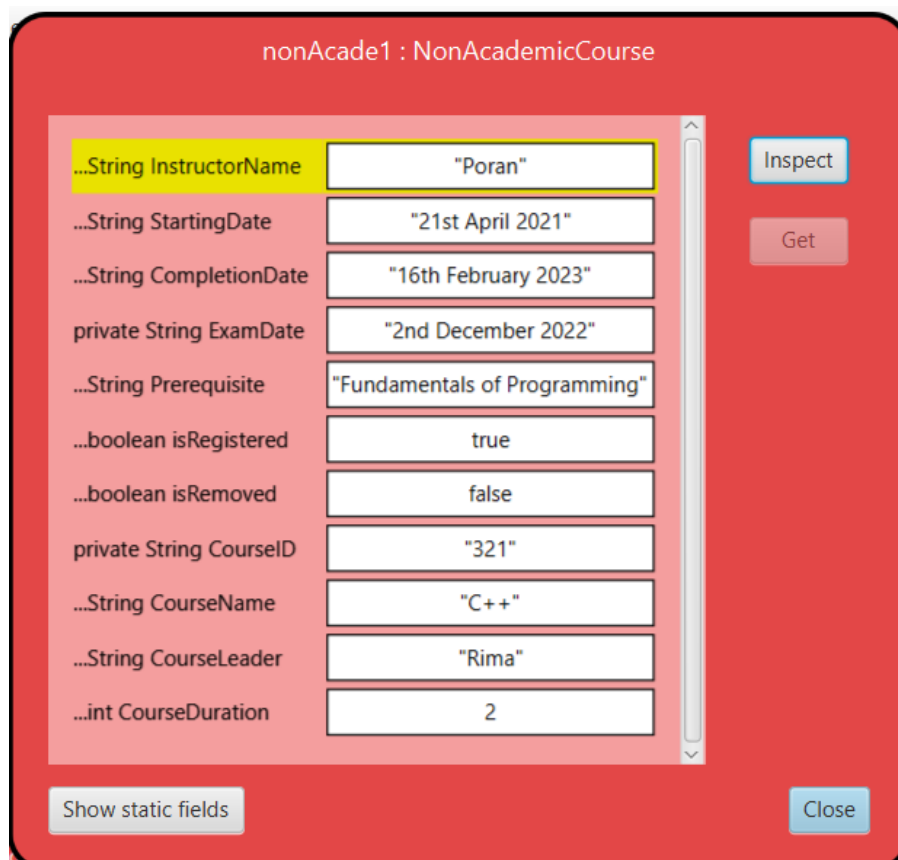 nonAcade1 : NonAcademicCourse
...String InstructorName "Poran"
Inspect
...String StartingDate "21st April 2021"
Get
...String CompletionDate "16th February 2023"
private String ExamDate "2nd December 2022"
...String Prerequisite "Fundamentals of Programming"
...boolean isRegistered true
...boolean isRemoved false
private String CourseID "321"
...String CourseName "C++"
...String CourseLeader "Rima"
...int CourseDuration 2
Show static fields
Close